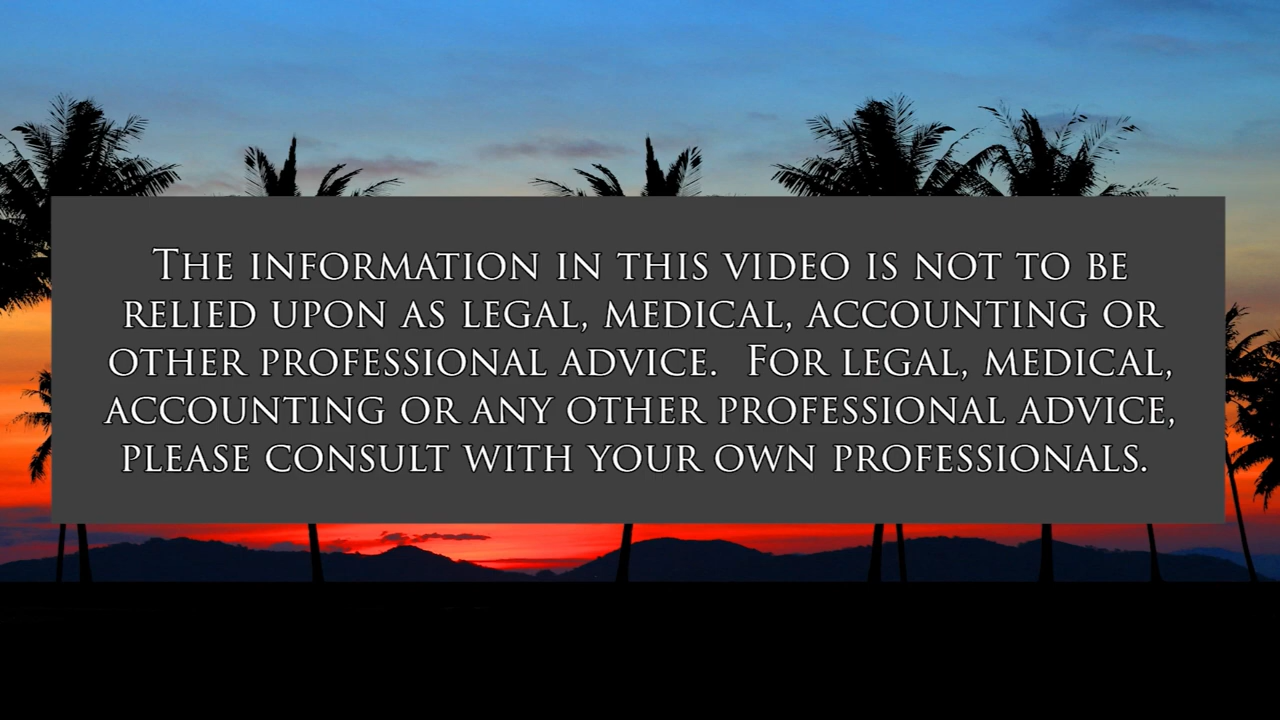 The information in this video is not to be
relied upon as legal, medical, accounting or
other professional advice.  For legal, medical,
accounting or any other professional advice,
please consult with your own professionals.